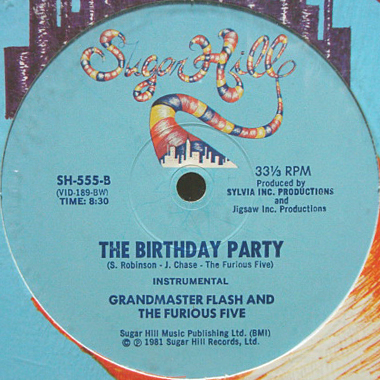 Sugar Hill
SH-555-B
(VID-189-BW)
TIME: 8:30
33⅓ RPM
Produced by
SYLVIA INC. PRODUCTIONS
and
Jigsaw Inc. Productions
THE BIRTHDAY PARTY
(S. Robinson - J. Chase - The Furious Five)
INSTRUMENTAL
GRANDMASTER FLASH AND
THE FURIOUS FIVE
Sugar Hill Music Publishing Ltd. (BMI)
© ℗ 1981 Sugar Hill Records, Ltd.